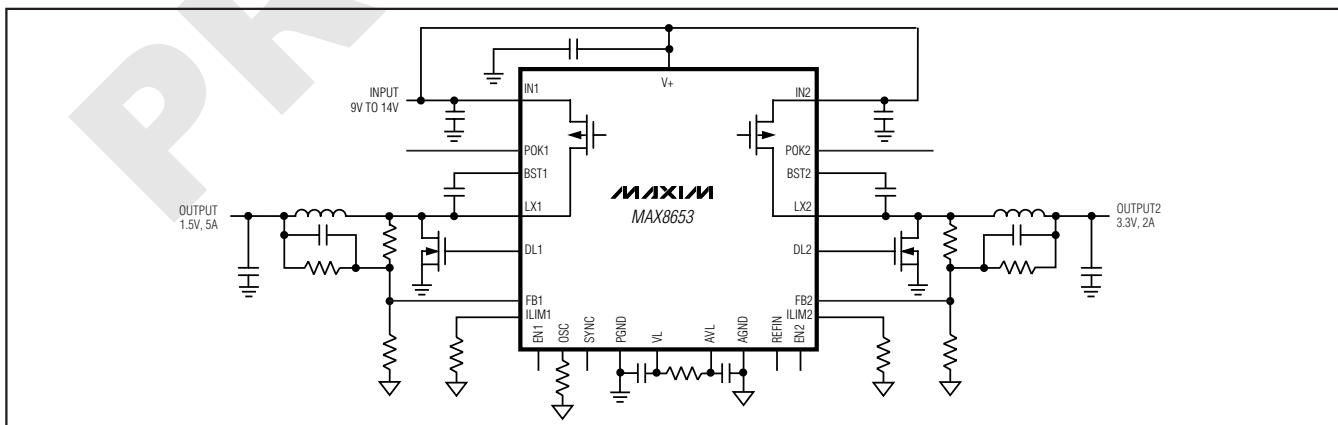 PR
V+
IN1
IN2
INPUT
9V TO 14V
POK1
POK2
BST1
BST2
MAXIM
MAX8653
OUTPUT
1.5V, 5A
LX1
LX2
OUTPUT2
3.3V, 2A
DL1
DL2
FB1
FB2
ILIM1
ILIM2
EN1
OSC
SYNC
PGND
VL
AVL
AGND
REFIN
EN2